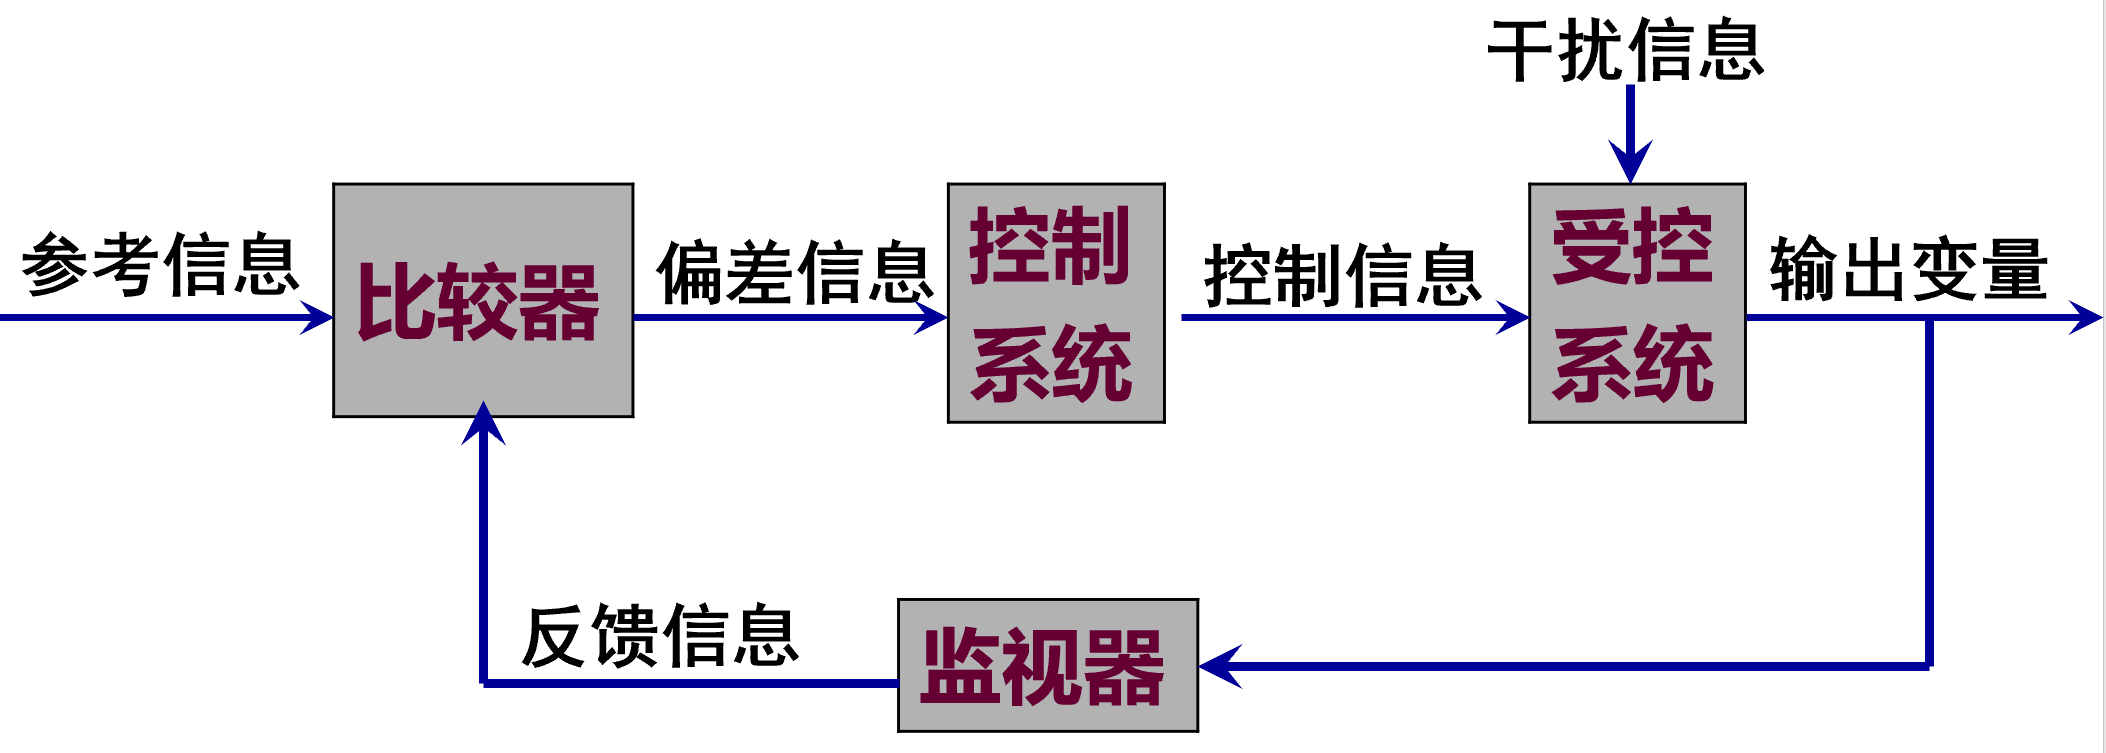 干扰信息
参考信息
比较器
偏差信息
控制
系统
控制信息
受控
系统
输出变量
反馈信息
监视器